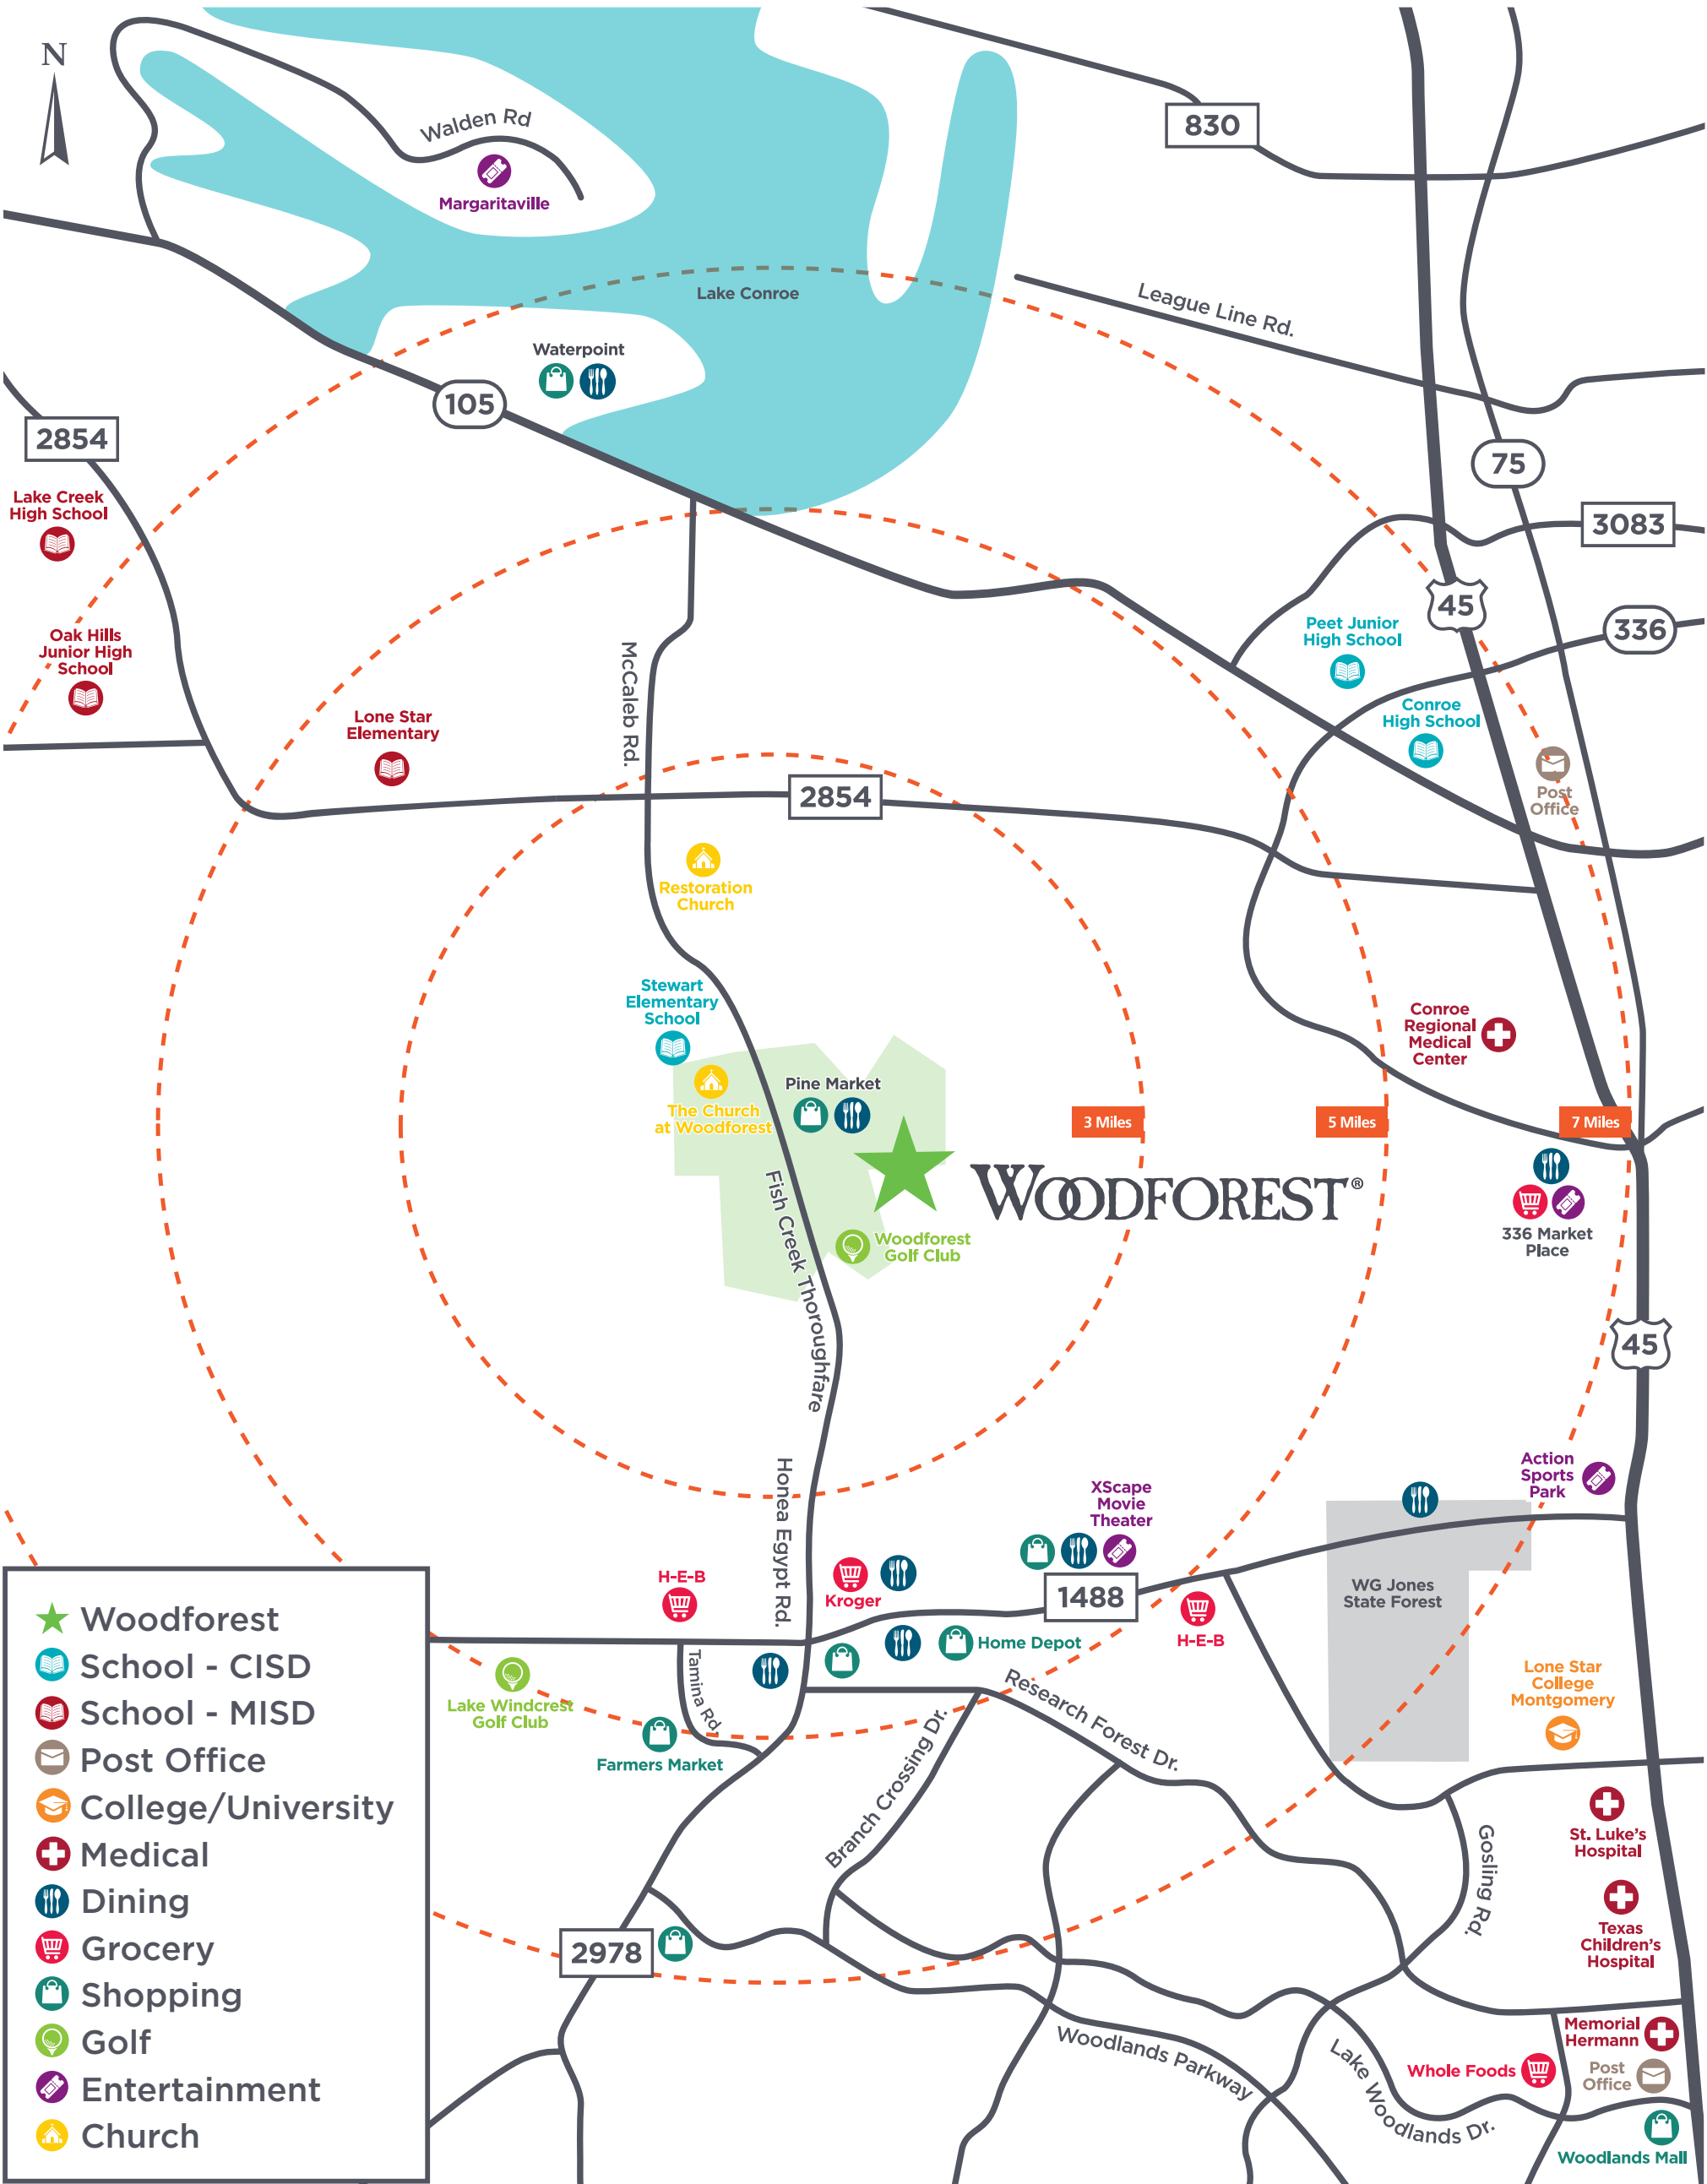 N
Walden Rd
Margaritaville
830
Lake Conroe
League Line Rd.
Waterpoint
105
2854
75
Lake Creek
High School
3083
45
336
Peet Junior
High School
Oak Hills
Junior High
School
McCaleb Rd.
Lone Star
Elementary
Conroe
High School
Post
Office
2854
Restoration
Church
Stewart
Elementary
School
Conroe
Regional
Medical
Center
Pine Market
The Church
at Woodforest
3 Miles
5 Miles
7 Miles
WOODFOREST®
Fish Creek Thoroughfare
Woodforest
Golf Club
336 Market
Place
45
Honea Egypt Rd.
Action
Sports
Park
XScape
Movie
Theater
H-E-B
Kroger
1488
WG Jones
State Forest
H-E-B
Home Depot
Tamina Rd.
Research Forest Dr.
Lake Windcrest
Golf Club
Farmers Market
Branch Crossing Dr.
Lone Star
College
Montgomery
St. Luke's
Hospital
Gosling Rd.
Texas
Children's
Hospital
2978
Woodlands Parkway
Lake Woodlands Dr.
Memorial
Hermann
Whole Foods
Post
Office
Woodlands Mall
Woodforest
School - CISD
School - MISD
Post Office
College/University
Medical
Dining
Grocery
Shopping
Golf
Entertainment
Church